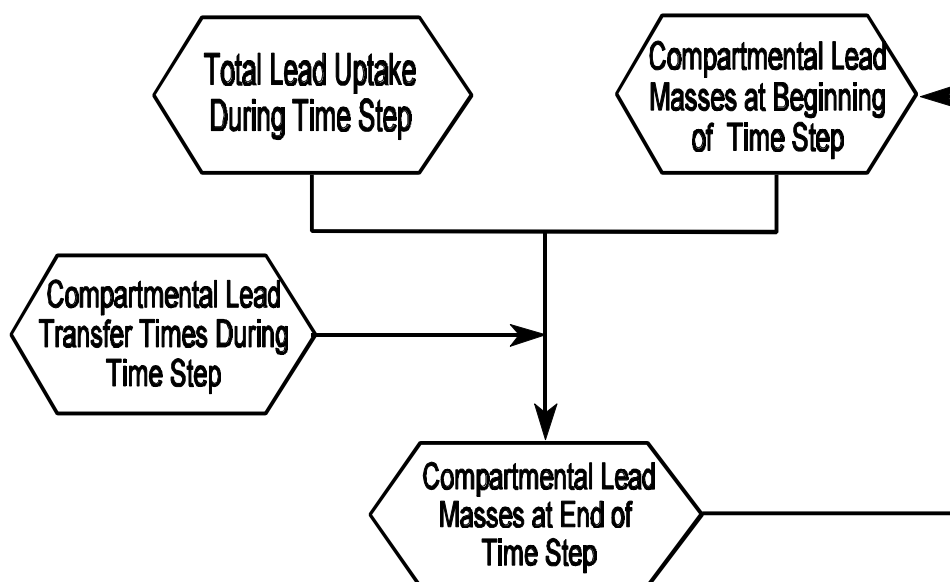 Total Lead Uptake
During Time Step
Compartmental Lead
Masses at Beginning
of Time Step
Compartmental Lead
Transfer Times During
Time Step
Compartmental Lead
Masses at End of
Time Step